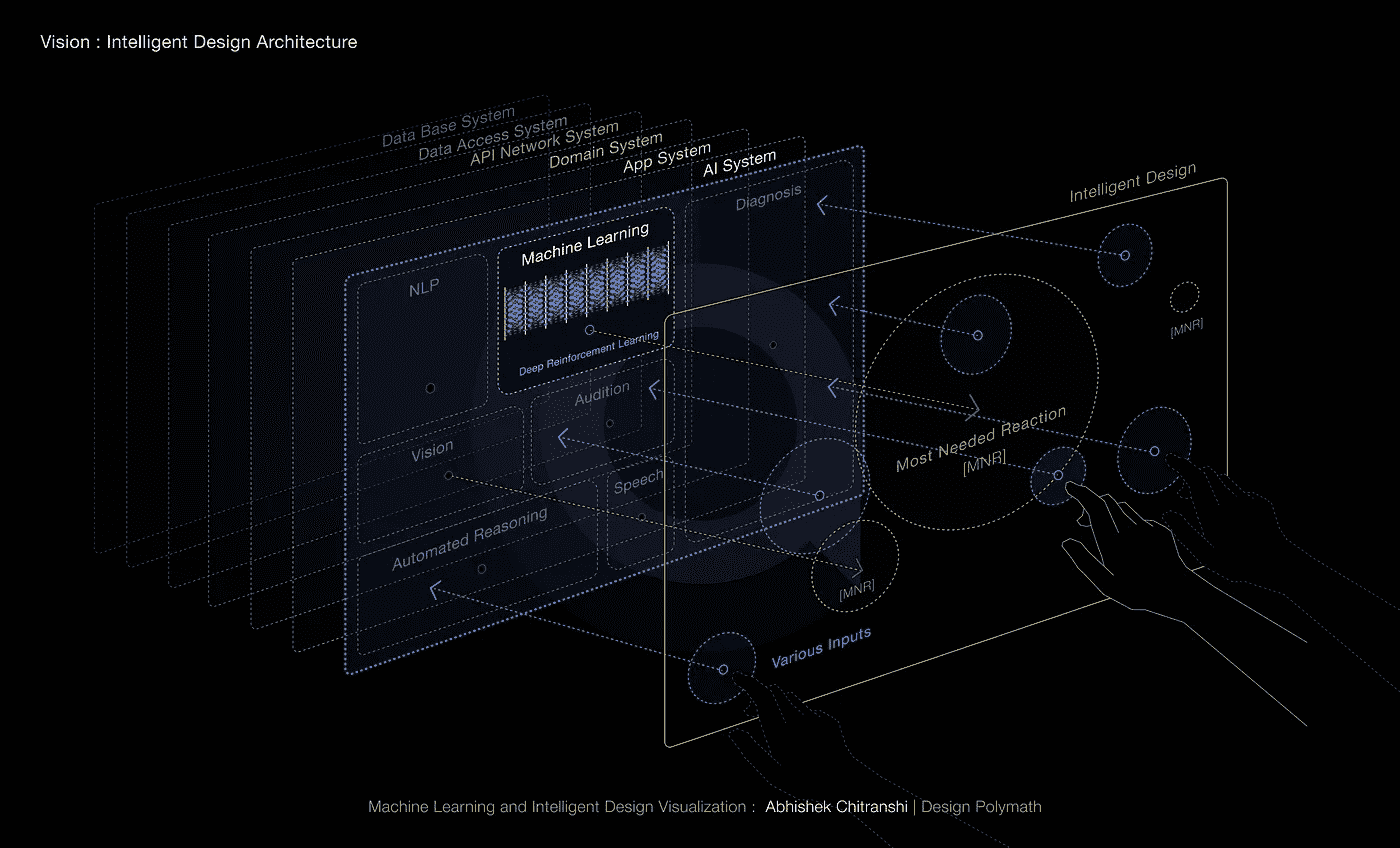 Vision : Intelligent Design Architecture
Data Base System
Data Access System
API Network System
Domain System
App System
AI System
Intelligent Design
Diagnosis
Machine Learning
NLP
Deep Reinforcement Learning
[MNR]
Audition
Most Needed Reaction
[MNR]
Vision
Speech
Automated Reasoning
[MNR]
Various Inputs
Machine Learning and Intelligent Design Visualization : Abhishek Chitranshi | Design Polymath